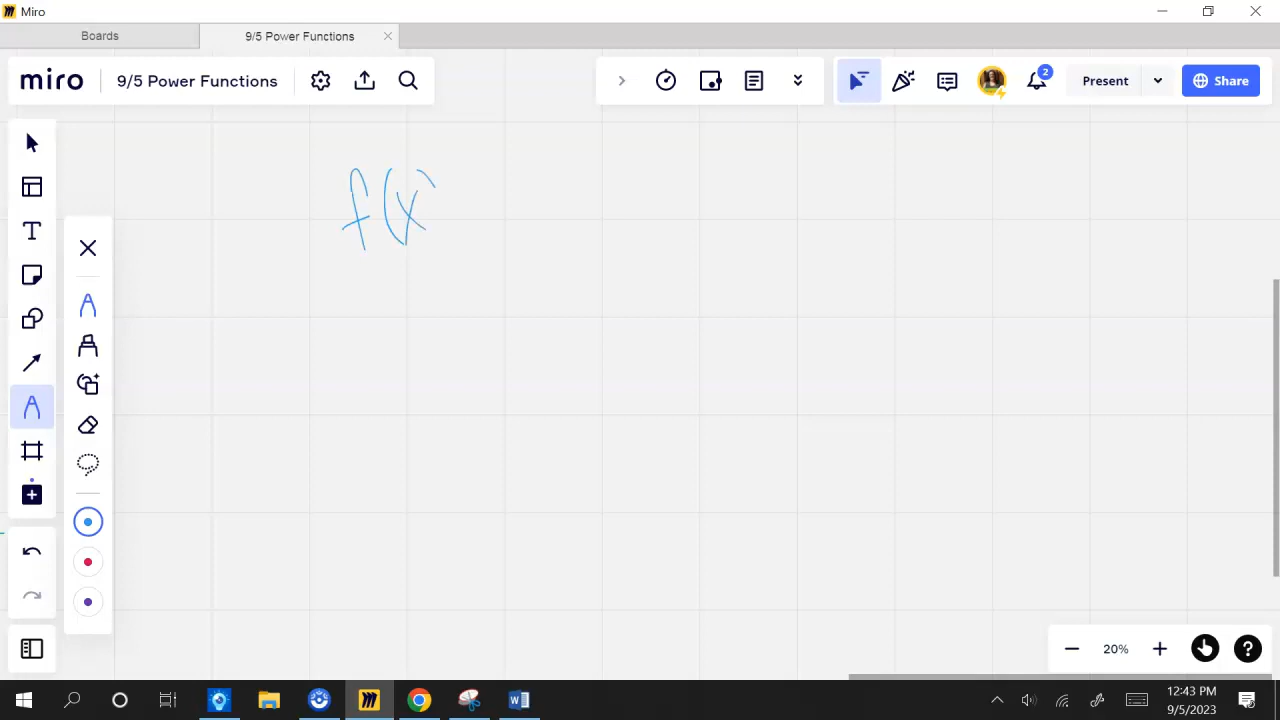 Miro
Boards
9/5 Power Functions
miro
9/5 Power Functions
2
Present
Share
T
f(x)
20%
?
W
12:43 PM
9/5/2023